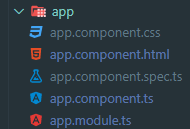 app
app.component.css
app.component.html
app.component.spec.ts
app.component.ts
app.module.ts